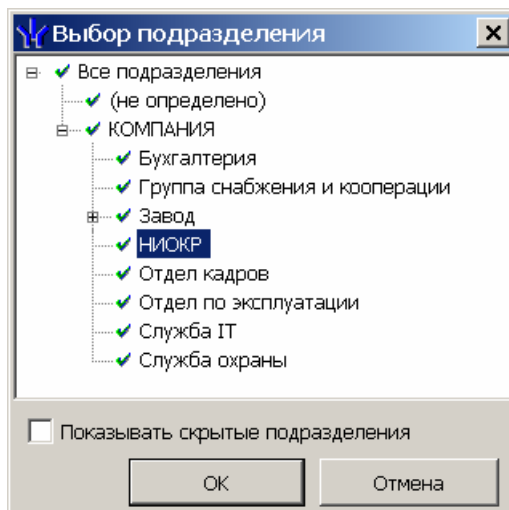 Выбор подразделения
Все подразделения
(не определено)
КОМПАНИЯ
Бухгалтерия
Группа снабжения и кооперации
Завод
НИОКР
Отдел кадров
Отдел по эксплуатации
Служба IT
Служба охраны
Показывать скрытые подразделения
OK
Отмена